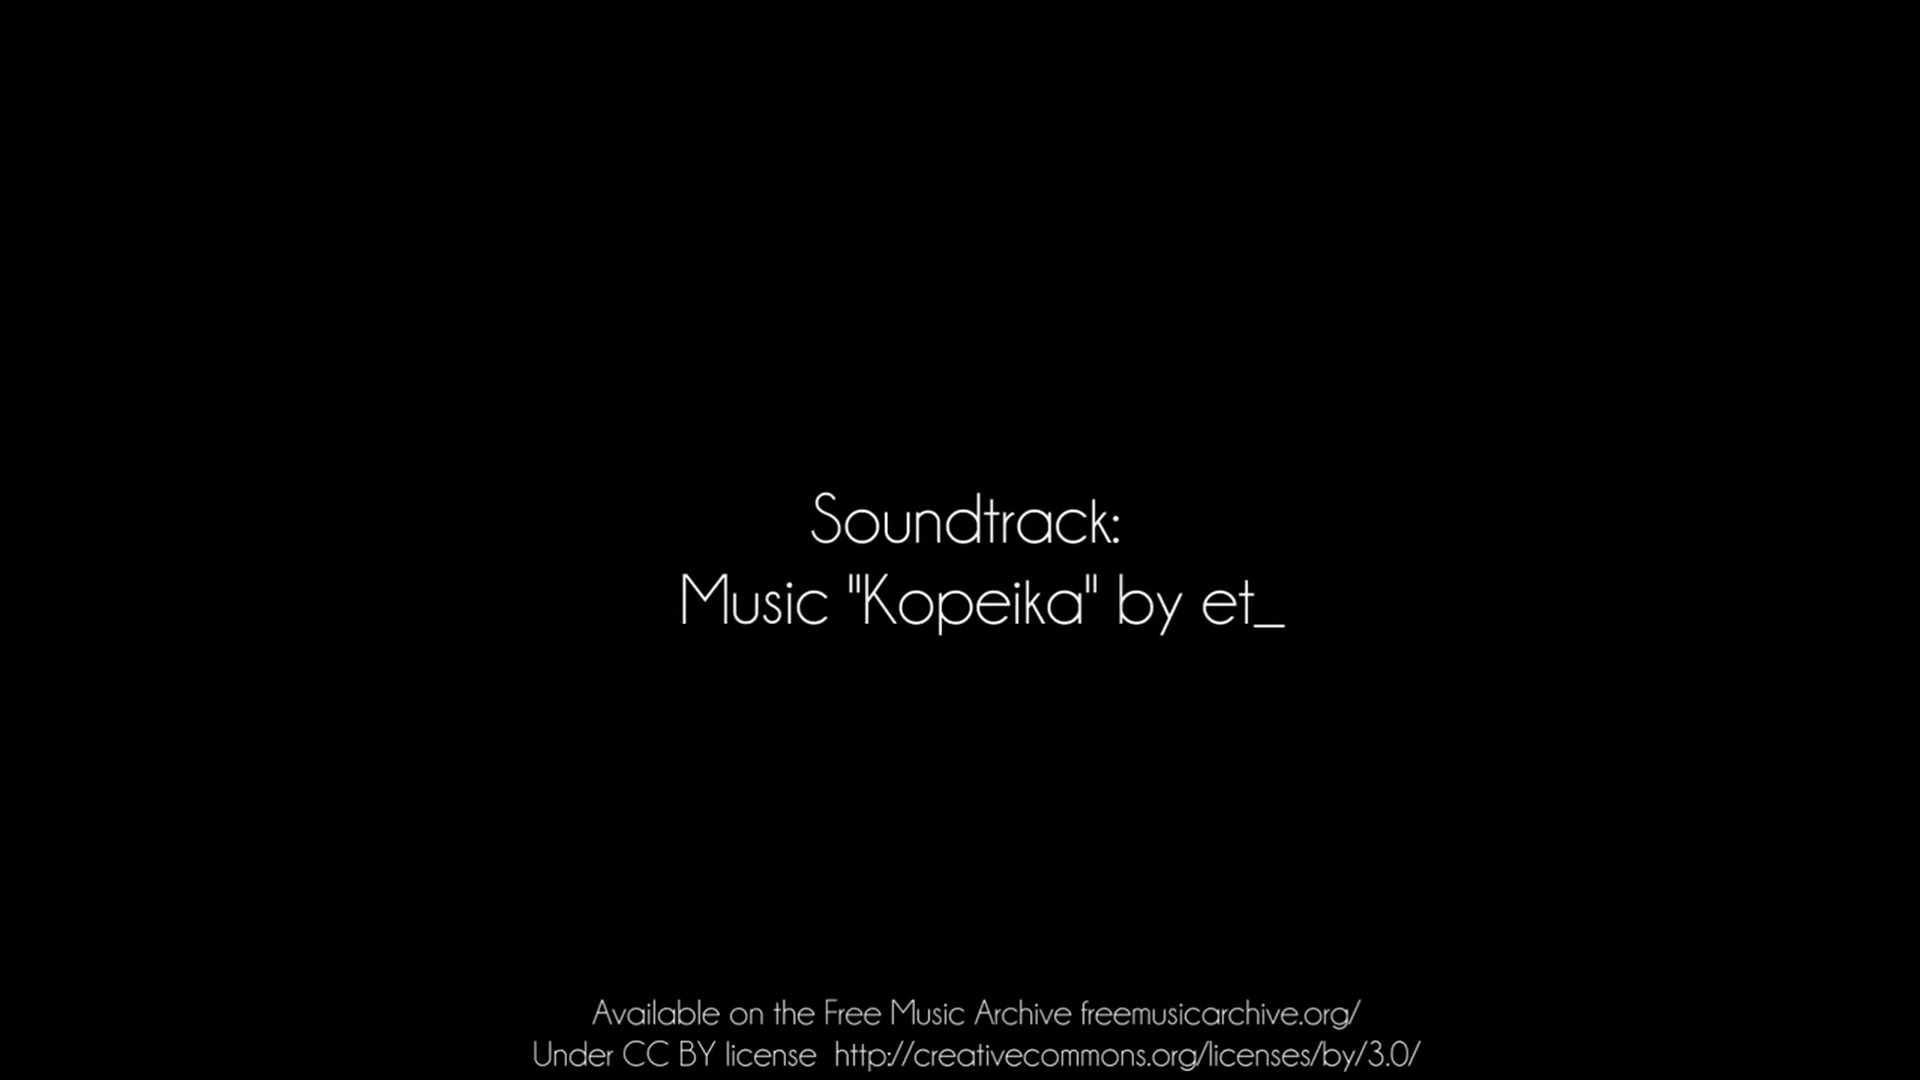 Soundtrack:
Music "Kopeika" by et_
Available on the Free Music Archive freemusicarchive.org/
Under CC BY license http://creativecommons.org/licenses/by/3.0/